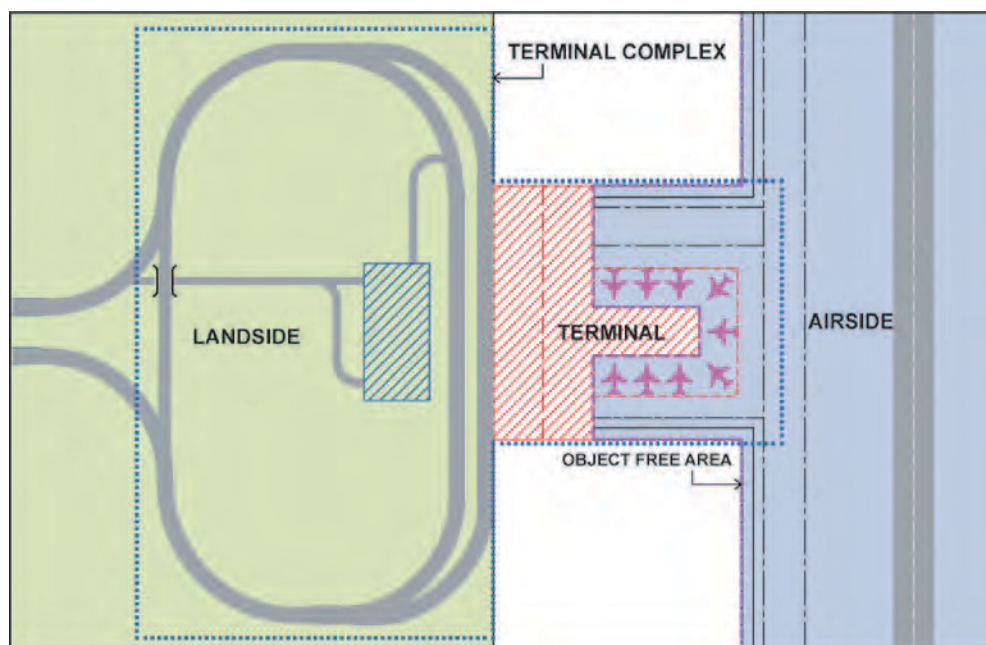 TERMINAL COMPLEX
LANDSIDE
TERMINAL
AIRSIDE
OBJECT FREE AREA